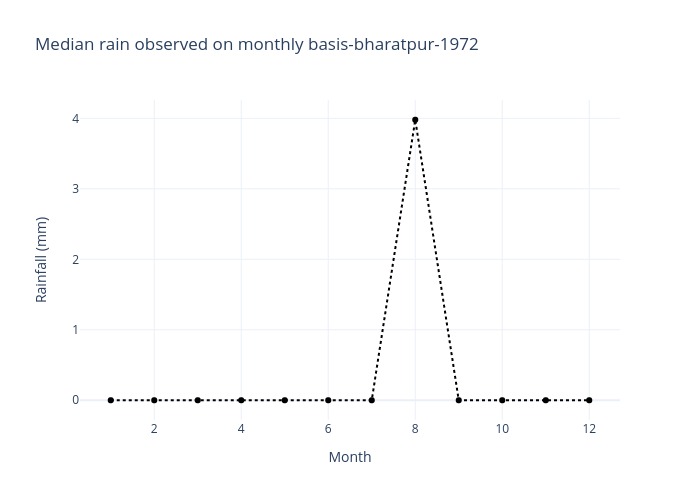 Median rain observed on monthly basis-bharatpur-1972
4
3
2
1
0
Rainfall (mm)
2 4 6 8 10 12
Month